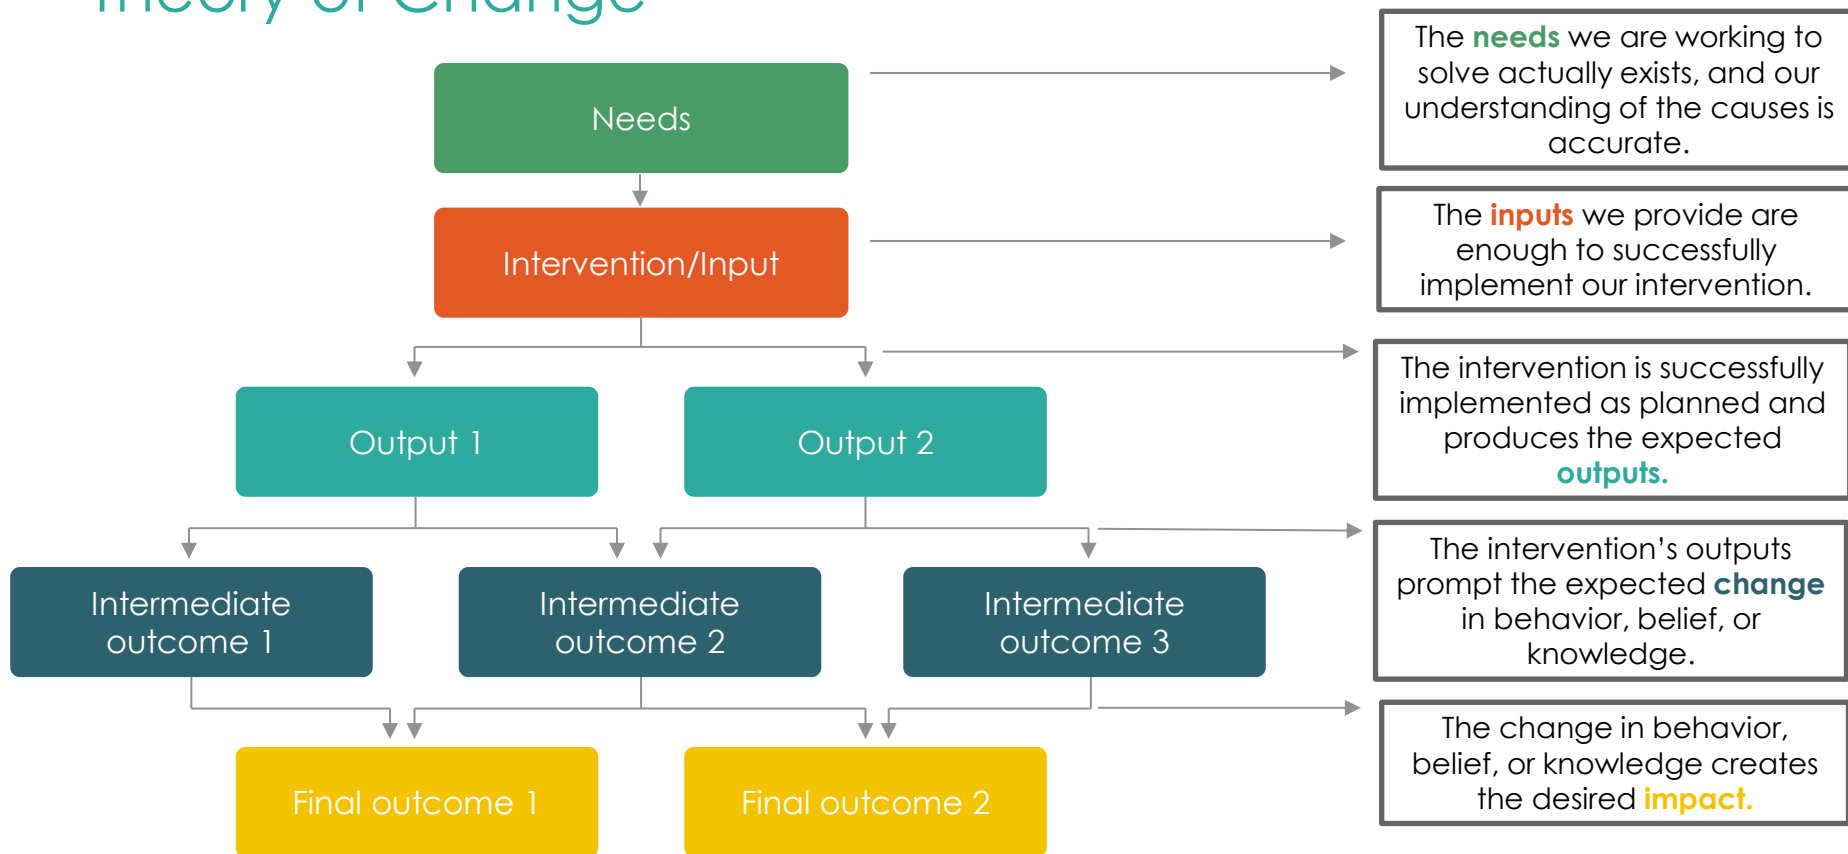 Theory of Change
Needs
The needs we are working to
solve actually exists, and our
understanding of the causes is
accurate.
Intervention/Input
The inputs we provide are
enough to successfully
implement our intervention.
Output 1
Output 2
The intervention is successfully
implemented as planned and
produces the expected
outputs.
Intermediate
outcome 1
Intermediate
outcome 2
Intermediate
outcome 3
The intervention’s outputs
prompt the expected change
in behavior, belief, or
knowledge.
Final outcome 1
Final outcome 2
The change in behavior,
belief, or knowledge creates
the desired impact.